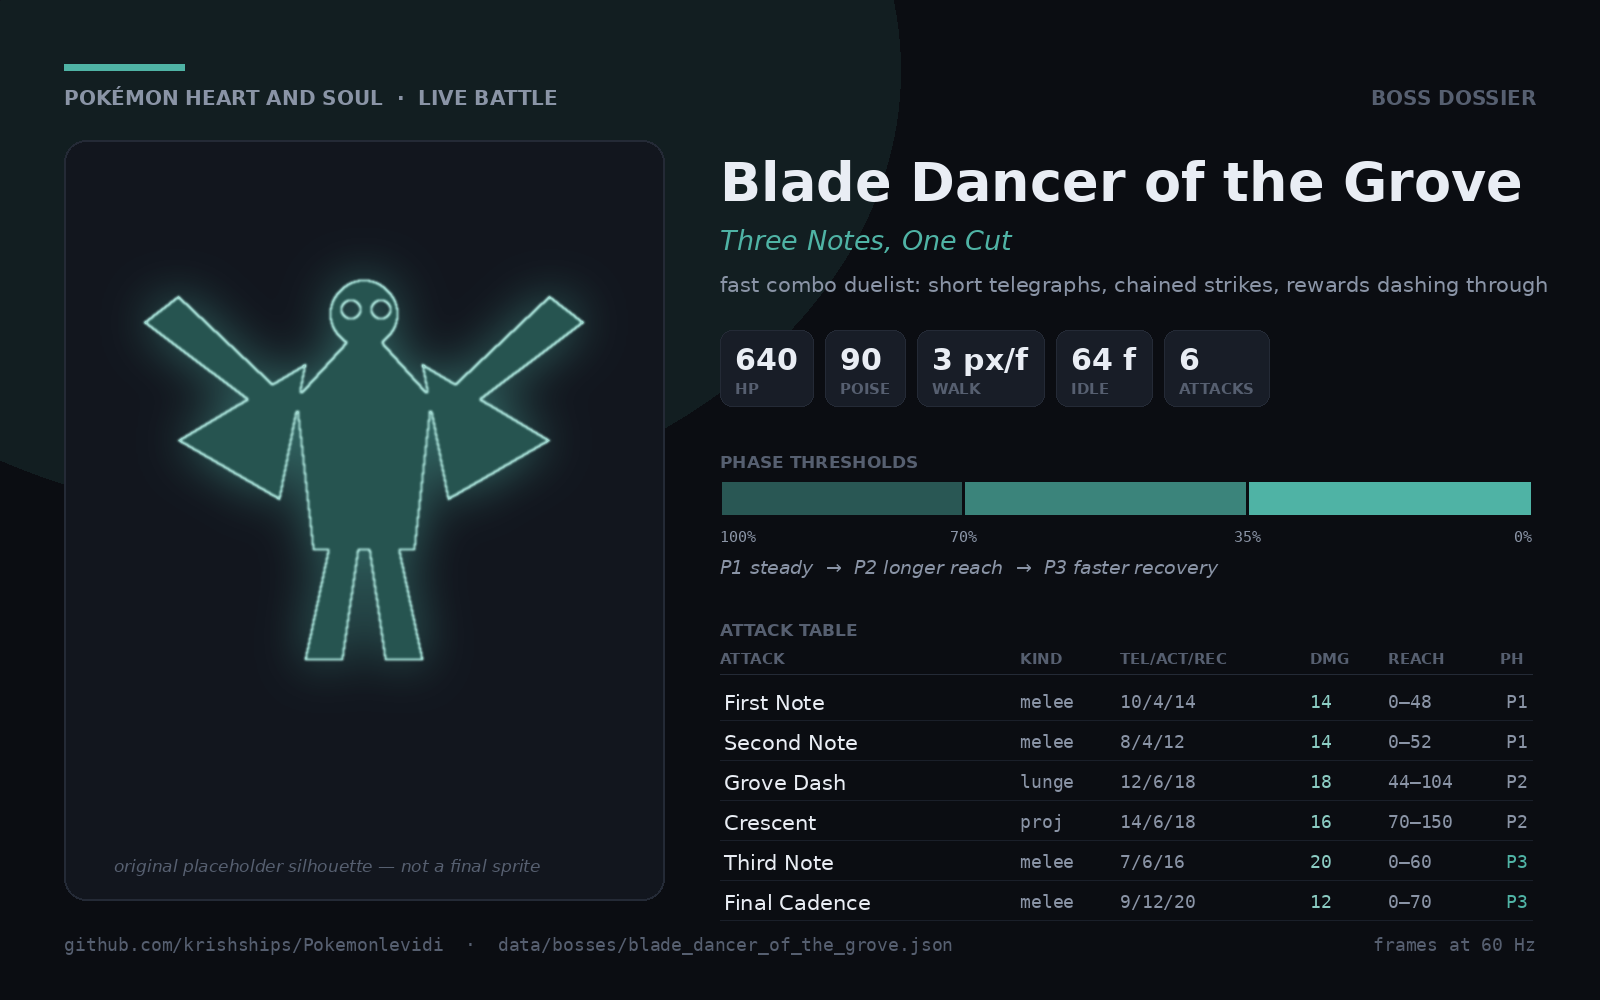 POKÉMON HEART AND SOUL · LIVE BATTLE
BOSS DOSSIER
original placeholder silhouette — not a final sprite
Blade Dancer of the Grove
Three Notes, One Cut
fast combo duelist: short telegraphs, chained strikes, rewards dashing through
640 90 3 px/f 64 f 6
HP POISE WALK IDLE ATTACKS
PHASE THRESHOLDS
100% 70% 35% 0%
P1 steady → P2 longer reach → P3 faster recovery
ATTACK TABLE
ATTACK KIND TEL/ACT/REC DMG REACH PH
First Note melee 10/4/14 14 0–48 P1
Second Note melee 8/4/12 14 0–52 P1
Grove Dash lunge 12/6/18 18 44–104 P2
Crescent proj 14/6/18 16 70–150 P2
Third Note melee 7/6/16 20 0–60 P3
Final Cadence melee 9/12/20 12 0–70 P3
github.com/krishships/Pokemonlevidi · data/bosses/blade_dancer_of_the_grove.json
frames at 60 Hz